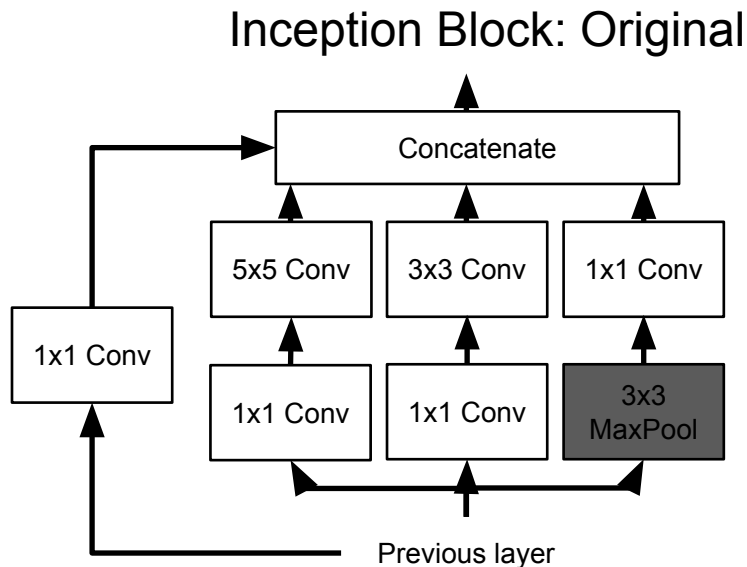 Inception Block: Original
Concatenate
5x5 Conv
3x3 Conv
1x1 Conv
1x1 Conv
1x1 Conv
1x1 Conv
3x3
MaxPool
Previous layer